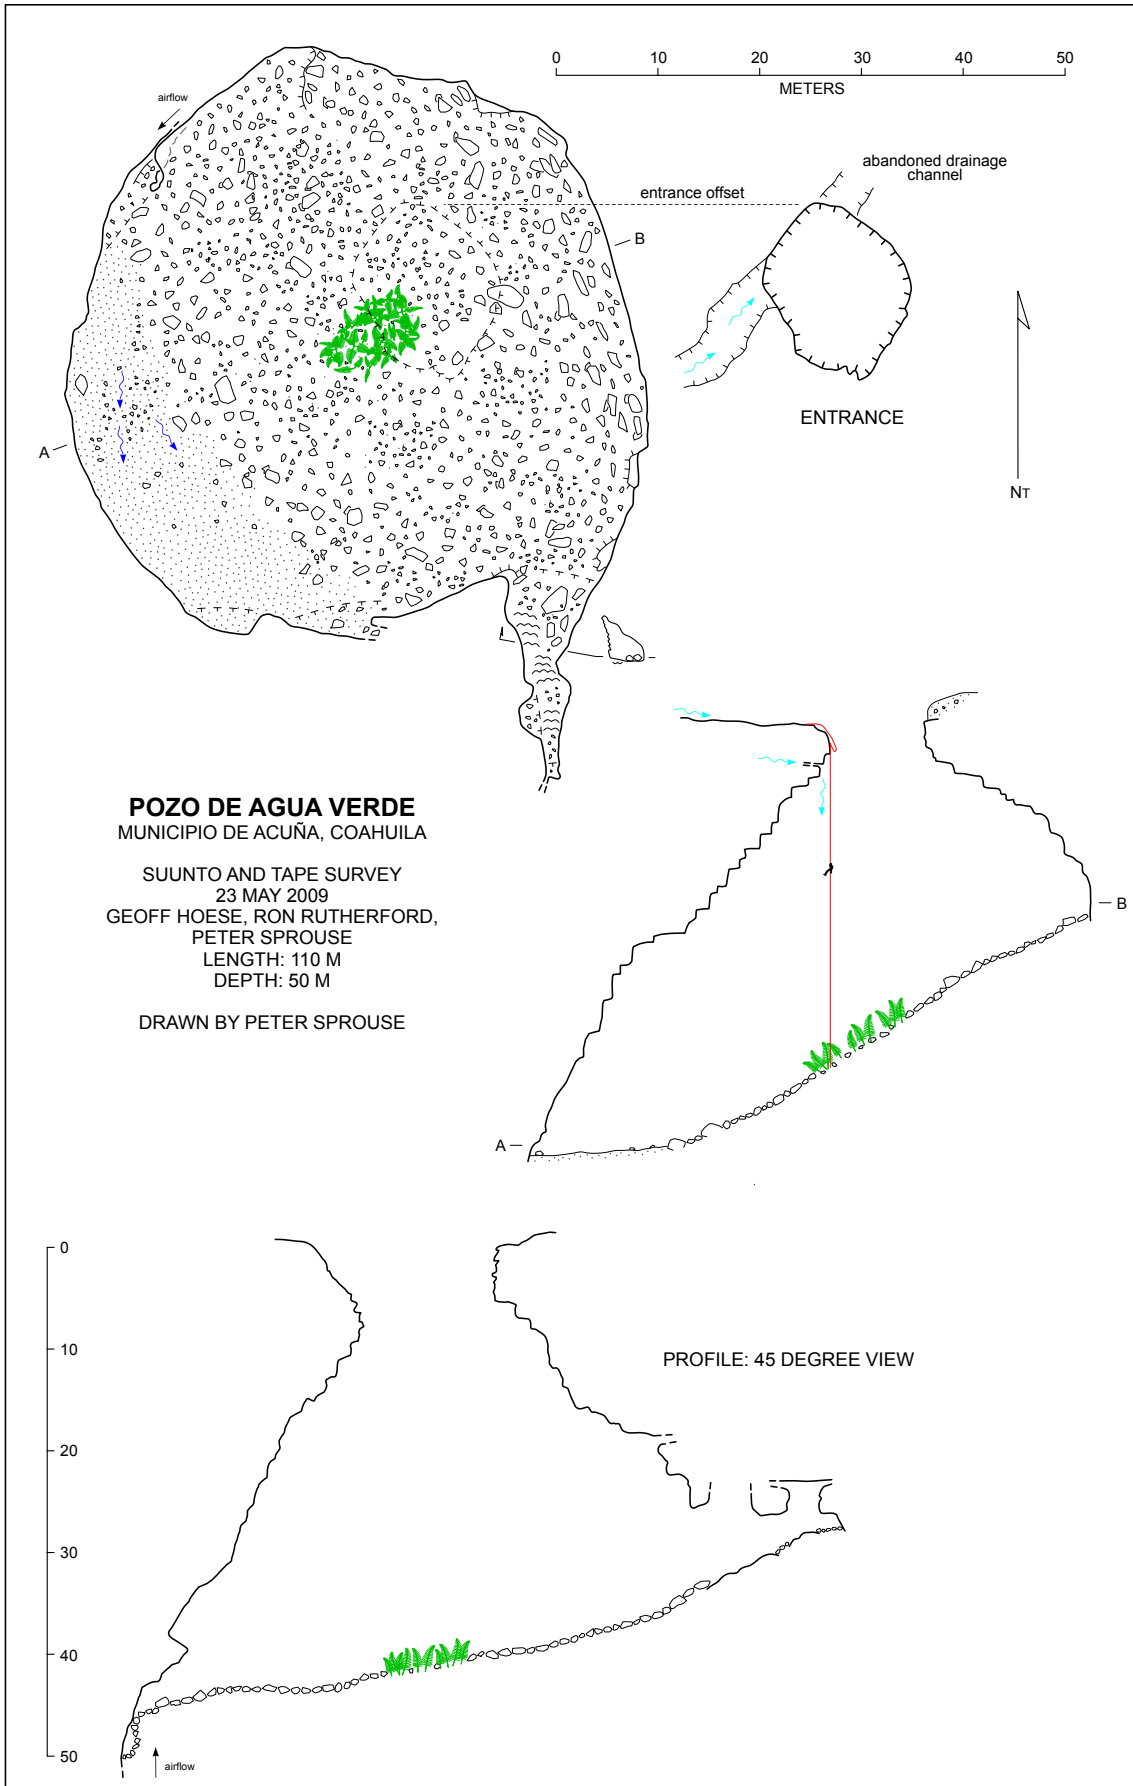 0 10 20 30 40 50
METERS
airflow
abandoned drainage
channel
entrance offset
B
A
ENTRANCE
NT
POZO DE AGUA VERDE
MUNICIPIO DE ACUÑA, COAHUILA
SUUNTO AND TAPE SURVEY
23 MAY 2009
GEOFF HOESE, RON RUTHERFORD,
PETER SPROUSE
LENGTH: 110 M
DEPTH: 50 M
DRAWN BY PETER SPROUSE
B
A
0
10
20
30
40
50
PROFILE: 45 DEGREE VIEW
airflow